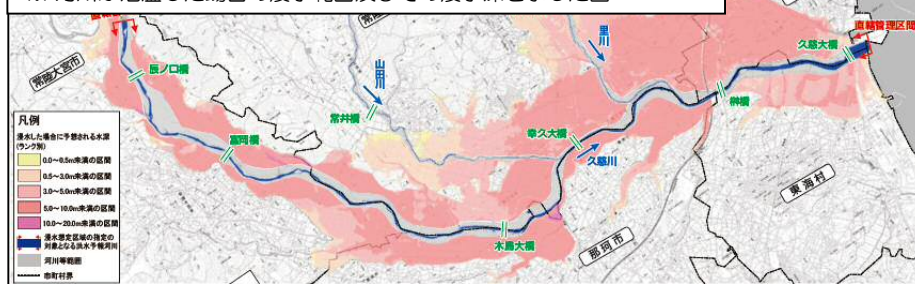 直轄管理区間
久慈大橋
里川
常陸大宮市
辰ノ口橋
山田川
常井橋
榊橋
幸久大橋
久慈川
富岡橋
東海村
木島大橋
那珂市
凡例
浸水した場合に予想される水深
(ランク別)
0.0~0.5m未満の区間
0.5~3.0m未満の区間
3.0~5.0m未満の区間
5.0~10.0m未満の区間
10.0~20.0m未満の区間
浸水想定区域の指定の
対象となる洪水予報河川
河川等範囲
市町村界